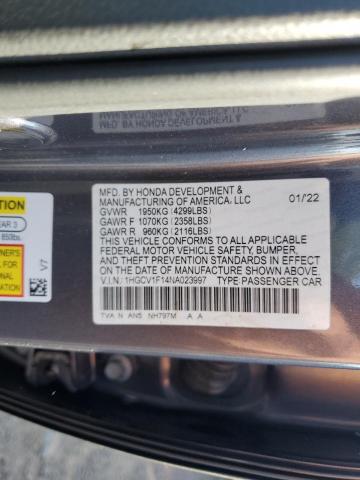 MFD. BY HONDA DEVELOPMENT &
MANUFACTURING OF AMERICA, LLC 01/'22
GVWR 1950KG (4299LBS)
GAWR F 1070KG (2358LBS)
GAWR R 960KG (2116LBS)
THIS VEHICLE CONFORMS TO ALL APPLICABLE
FEDERAL MOTOR VEHICLE SAFETY, BUMPER,
AND THEFT PREVENTION STANDARDS IN EFFECT ON
THE DATE OF MANUFACTURE SHOWN ABOVE.
V.I.N.: 1HGCV1F14NA023997 TYPE: PASSENGER CAR
TVA N AN5 NH797M A A
V7